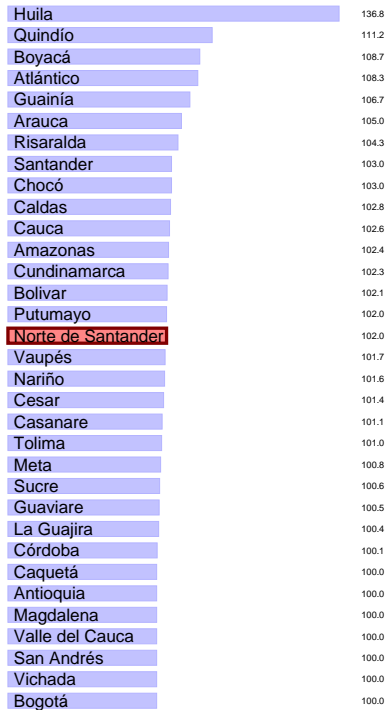 Huila 136.8
Quindío 111.2
Boyacá 108.7
Atlántico 108.3
Guainía 106.7
Arauca 105.0
Risaralda 104.3
Santander 103.0
Chocó 103.0
Caldas 102.8
Cauca 102.6
Amazonas 102.4
Cundinamarca 102.3
Bolivar 102.1
Putumayo 102.0
Norte de Santander 102.0
Vaupés 101.7
Nariño 101.6
Cesar 101.4
Casanare 101.1
Tolima 101.0
Meta 100.8
Sucre 100.6
Guaviare 100.5
La Guajira 100.4
Córdoba 100.1
Caquetá 100.0
Antioquia 100.0
Magdalena 100.0
Valle del Cauca 100.0
San Andrés 100.0
Vichada 100.0
Bogotá 100.0